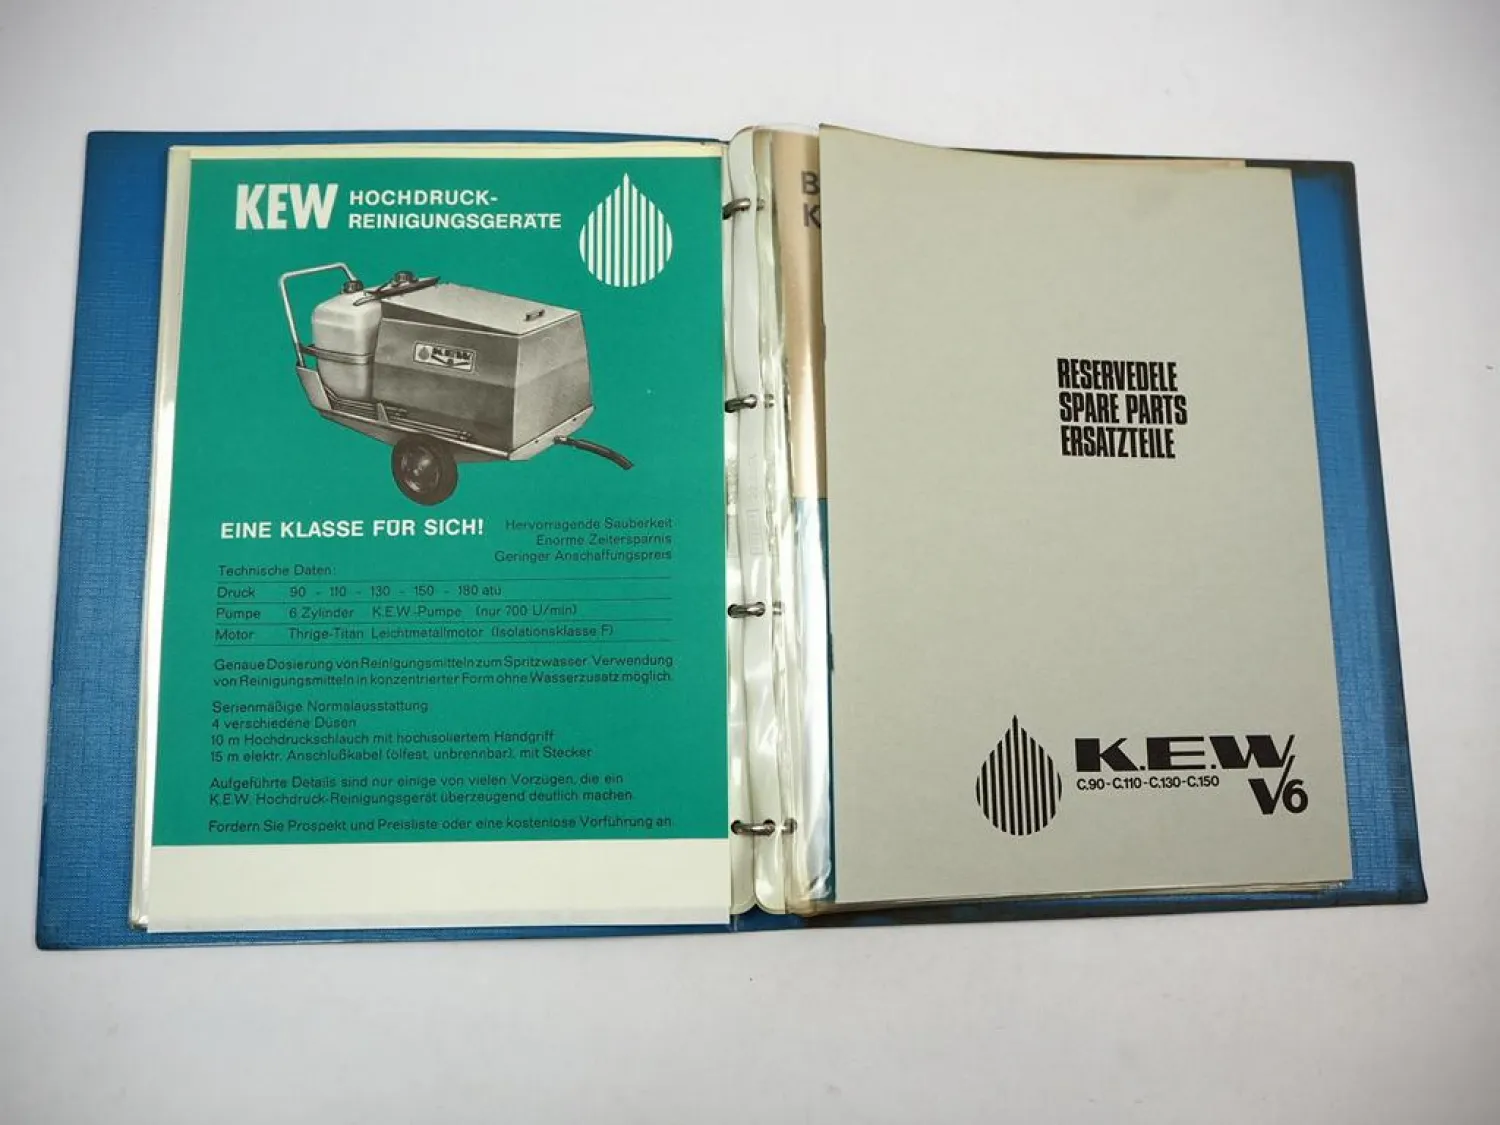 KEW HOCHDRUCK-
REINIGUNGSGERÄTE
K.E.W.
EINE KLASSE FÜR SICH!
Hervorragende Sauberkeit
Enorme Zeitersparnis
Geringer Anschaffungspreis
Technische Daten:
Druck 90 - 110 - 130 - 150 - 180 atü
Pumpe 6 Zylinder K.E.W.-Pumpe (nur 700 U/min)
Motor Thrige-Titan Leichtmetallmotor (Isolationsklasse F)
Genaue Dosierung von Reinigungsmitteln zum Spritzwasser. Verwendung
von Reinigungsmitteln in konzentrierter Form ohne Wasserzusatz möglich.
Serienmäßige Normalausstattung
4 verschiedene Düsen
10 m Hochdruckschlauch mit hochisoliertem Handgriff
15 m elektr. Anschlußkabel (ölfest, unbrennbar), mit Stecker
Aufgeführte Details sind nur einige von vielen Vorzügen, die ein
K.E.W. Hochdruck-Reinigungsgerät überzeugend deutlich machen.
Fordern Sie Prospekt und Preisliste oder eine kostenlose Vorführung an.
B
K
RESERVEDELE
SPARE PARTS
ERSATZTEILE
K.E.W.
C.90-C.110-C.130-C.150
V6